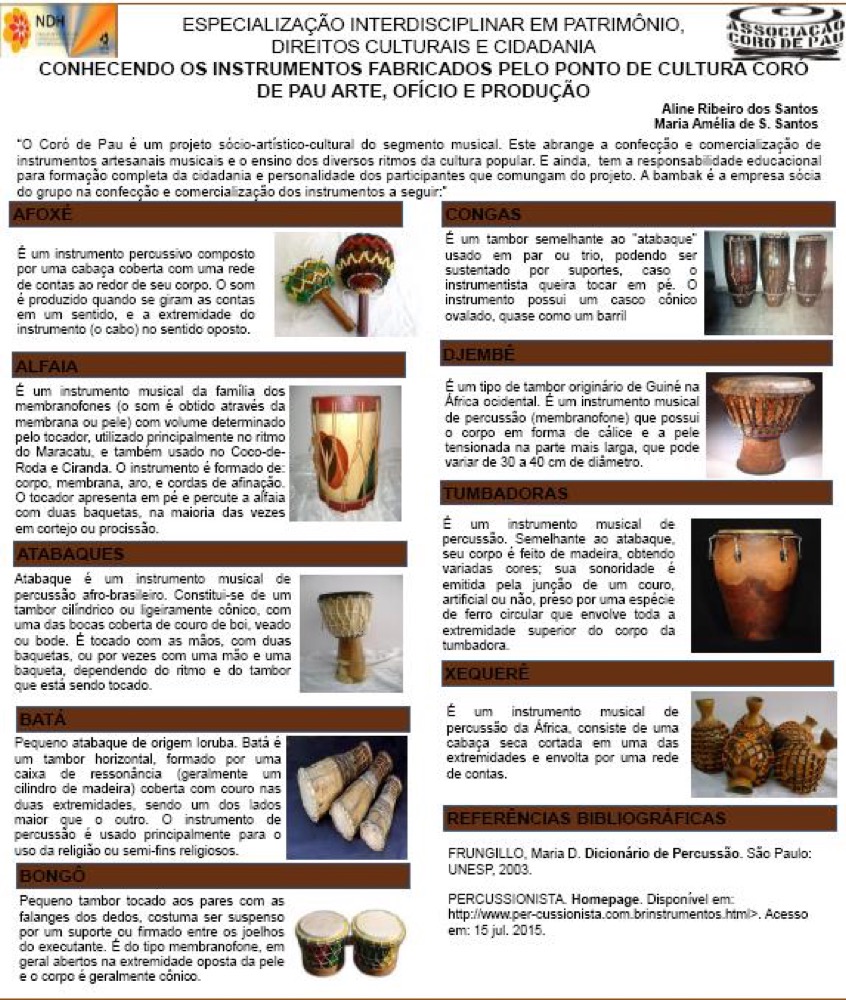 NDH
ESPECIALIZAÇÃO INTERDISCIPLINAR EM PATRIMÔNIO,
DIREITOS CULTURAIS E CIDADANIA
ASSOCIAÇÃO
CORÓ DE PAU
CONHECENDO OS INSTRUMENTOS FABRICADOS PELO PONTO DE CULTURA CORÓ
DE PAU ARTE, OFÍCIO E PRODUÇÃO
Aline Ribeiro dos Santos
Maria Amélia de S. Santos
"O Coró de Pau é um projeto sócio-artístico-cultural do segmento musical. Este abrange a confecção e comercialização de
instrumentos artesanais musicais e o ensino dos diversos ritmos da cultura popular. E ainda, tem a responsabilidade educacional
para formação completa da cidadania e personalidade dos participantes que comungam do projeto. A bambak é a empresa sócia
do grupo na confecção e comercialização dos instrumentos a seguir:"
AFOXÉ
É um instrumento percussivo composto
por uma cabaça coberta com uma rede
de contas ao redor de seu corpo. O som
é produzido quando se giram as contas
em um sentido, e a extremidade do
instrumento (o cabo) no sentido oposto.
ALFAIA
É um instrumento musical da família dos
membranofones (o som é obtido através da
membrana ou pele) com volume determinado
pelo tocador, utilizado principalmente no ritmo
do Maracatu, e também usado no Coco-de-
Roda e Ciranda. O instrumento é formado de:
corpo, membrana, aro, e cordas de afinação.
O tocador apresenta em pé e percute a alfaia
com duas baquetas, na maioria das vezes
em cortejo ou procissão.
ATABAQUES
Atabaque é um instrumento musical de
percussão afro-brasileiro. Constitui-se de um
tambor cilíndrico ou ligeiramente cônico, com
uma das bocas coberta de couro de boi, veado
ou bode. É tocado com as mãos, com duas
baquetas, ou por vezes com uma mão e uma
baqueta, dependendo do ritmo e do tambor
que está sendo tocado.
BATÁ
Pequeno atabaque de origem Ioruba. Batá é
um tambor horizontal, formado por uma
caixa de ressonância (geralmente um
cilindro de madeira) coberta com couro nas
duas extremidades, sendo um dos lados
maior que o outro. O instrumento de
percussão é usado principalmente para o
uso da religião ou semi-fins religiosos.
BONGÔ
Pequeno tambor tocado aos pares com as
falanges dos dedos, costuma ser suspenso
por um suporte ou firmado entre os joelhos
do executante. É do tipo membranofone, em
geral abertos na extremidade oposta da pele
e o corpo é geralmente cônico.
CONGAS
É um tambor semelhante ao "atabaque"
usado em par ou trio, podendo ser
sustentado por suportes, caso o
instrumentista queira tocar em pé. O
instrumento possui um casco cônico
ovalado, quase como um barril
DJEMBÉ
É um tipo de tambor originário de Guiné na
África ocidental. É um instrumento musical
de percussão (membranofone) que possui
o corpo em forma de cálice e a pele
tensionada na parte mais larga, que pode
variar de 30 a 40 cm de diâmetro.
TUMBADORAS
É um instrumento musical de
percussão. Semelhante ao atabaque,
seu corpo é feito de madeira, obtendo
variadas cores; sua sonoridade é
emitida pela junção de um couro,
artificial ou não, preso por uma espécie
de ferro circular que envolve toda a
extremidade superior do corpo da
tumbadora.
XEQUERÊ
É um instrumento musical de
percussão da África, consiste de uma
cabaça seca cortada em uma das
extremidades e envolta por uma rede
de contas.
REFERÊNCIAS BIBLIOGRÁFICAS
FRUNGILLO, Maria D. Dicionário de Percussão. São Paulo:
UNESP, 2003.
PERCUSSIONISTA. Homepage. Disponível em:
http://www.per-cussionista.com.brinstrumentos.html>. Acesso
em: 15 jul. 2015.